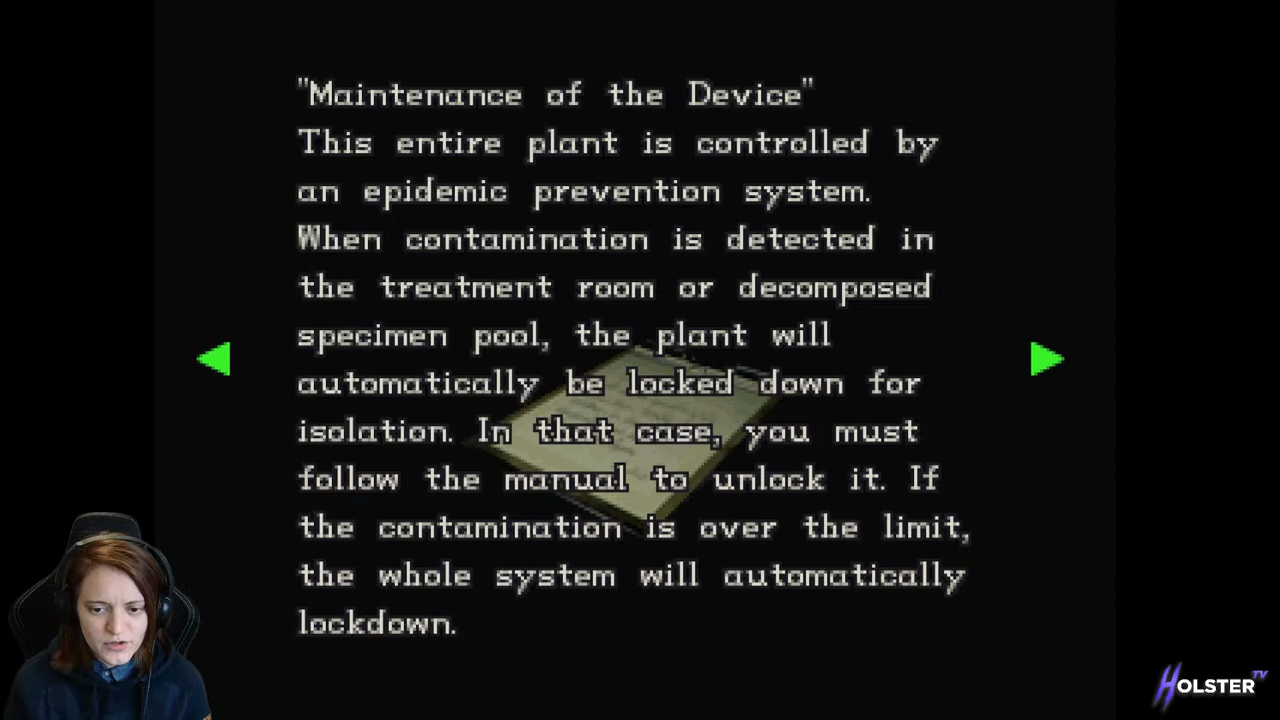 "Maintenance of the Device"
This entire plant is controlled by
an epidemic prevention system.
When contamination is detected in
the treatment room or decomposed
specimen pool, the plant will
automatically be locked down for
isolation. In that case, you must
follow the manual to unlock it. If
the contamination is over the limit,
the whole system will automatically
lockdown.
HOLSTER TV